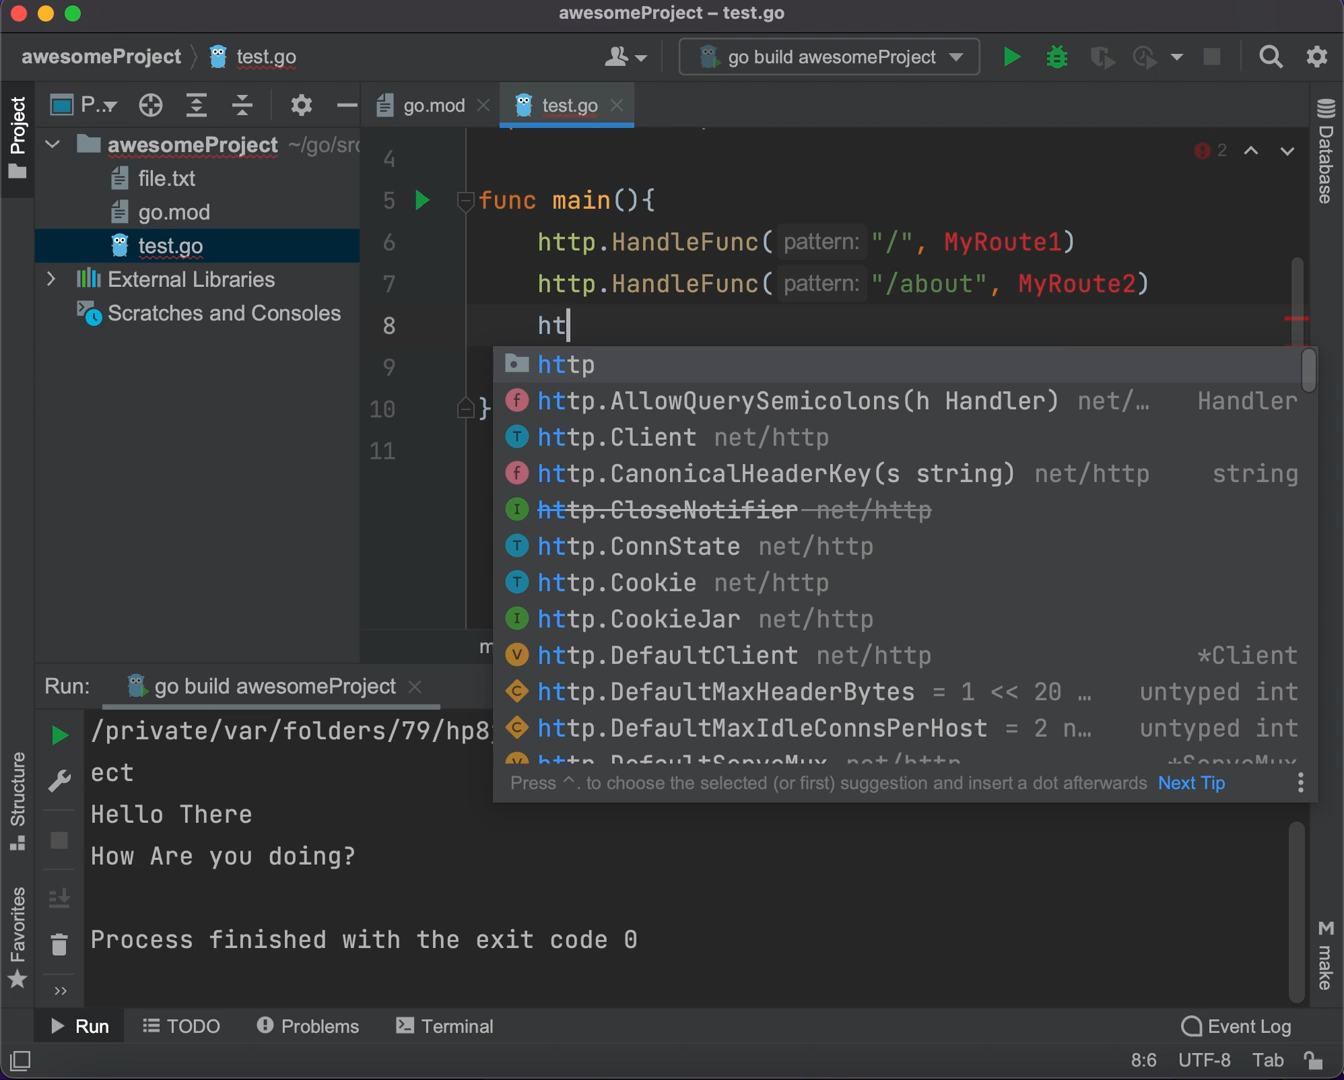 awesomeProject – test.go
awesomeProject
test.go
go build awesomeProject
Project
P..
go.mod
test.go
awesomeProject ~/go/src
file.txt
go.mod
test.go
External Libraries
Scratches and Consoles
2
Database
4
5 func main(){
6 http.HandleFunc( pattern: "/", MyRoute1)
7 http.HandleFunc( pattern: "/about", MyRoute2)
8 ht
9
10 }
11
http
http.AllowQuerySemicolons(h Handler) net/… Handler
http.Client net/http
http.CanonicalHeaderKey(s string) net/http string
http.CloseNotifier net/http
http.ConnState net/http
http.Cookie net/http
http.CookieJar net/http
http.DefaultClient net/http *Client
http.DefaultMaxHeaderBytes = 1 << 20 … untyped int
http.DefaultMaxIdleConnsPerHost = 2 n… untyped int
http.DefaultServeMux net/http *ServeMux
Press ^. to choose the selected (or first) suggestion and insert a dot afterwards Next Tip
Run: go build awesomeProject
/private/var/folders/79/hp8
ect
Hello There
How Are you doing?
Process finished with the exit code 0
Structure
Favorites
make
Run TODO Problems Terminal Event Log
8:6 UTF-8 Tab